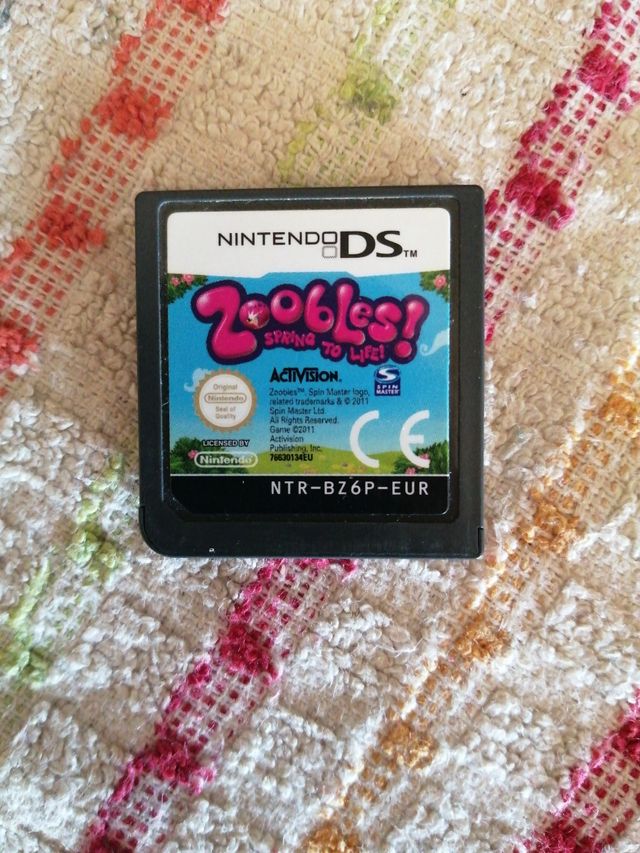 NINTENDO DS™
Zoobles!
SPRING TO LIFE!
ACTIVISION®
SPIN MASTER™
Zoobles™, Spin Master logo,
related trademarks & © 2011
Spin Master Ltd.
All Rights Reserved.
Game ©2011
Activision
Publishing, Inc.
76630134EU
Original
Nintendo
Seal of
Quality
LICENSED BY
Nintendo
CE
NTR-BZ6P-EUR